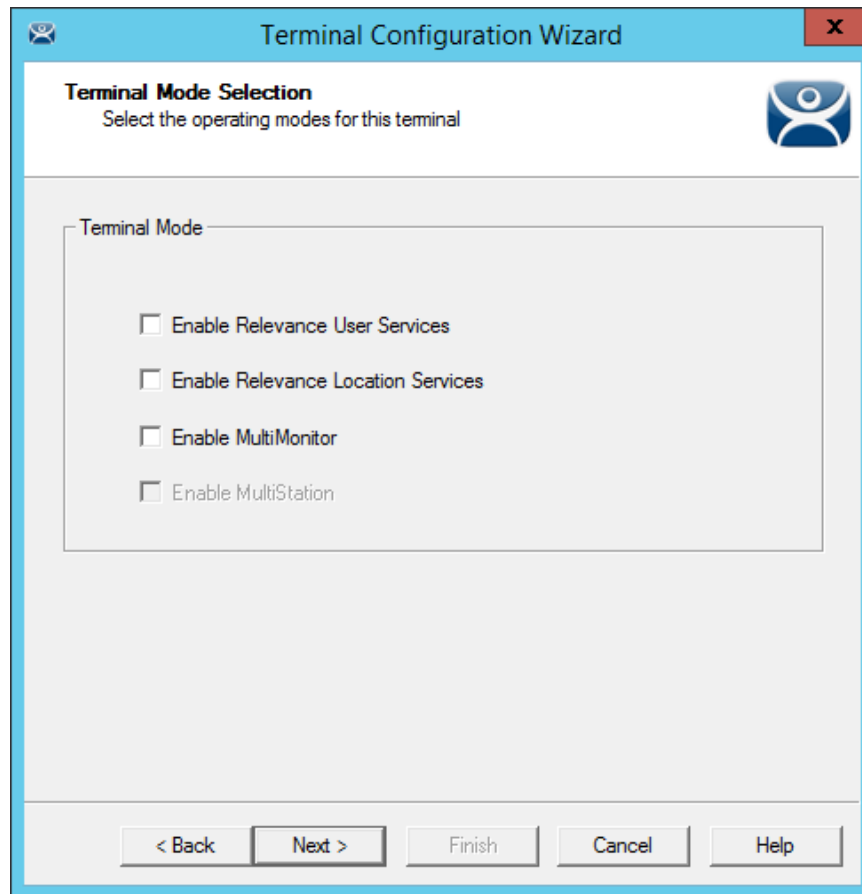 Terminal Configuration Wizard
x
Terminal Mode Selection
Select the operating modes for this terminal
Terminal Mode
Enable Relevance User Services
Enable Relevance Location Services
Enable MultiMonitor
Enable MultiStation
< Back Next > Finish Cancel Help